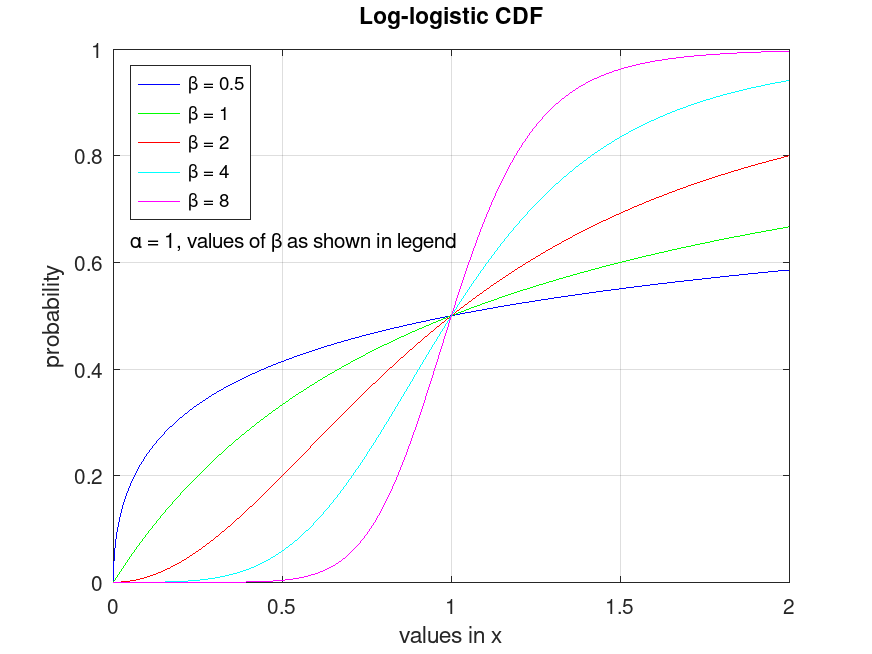 Log-logistic CDF
1
β = 0.5
β = 1
β = 2
β = 4
β = 8
α = 1, values of β as shown in legend
0.8
0.6
0.4
0.2
0
probability
0 0.5 1 1.5 2
values in x